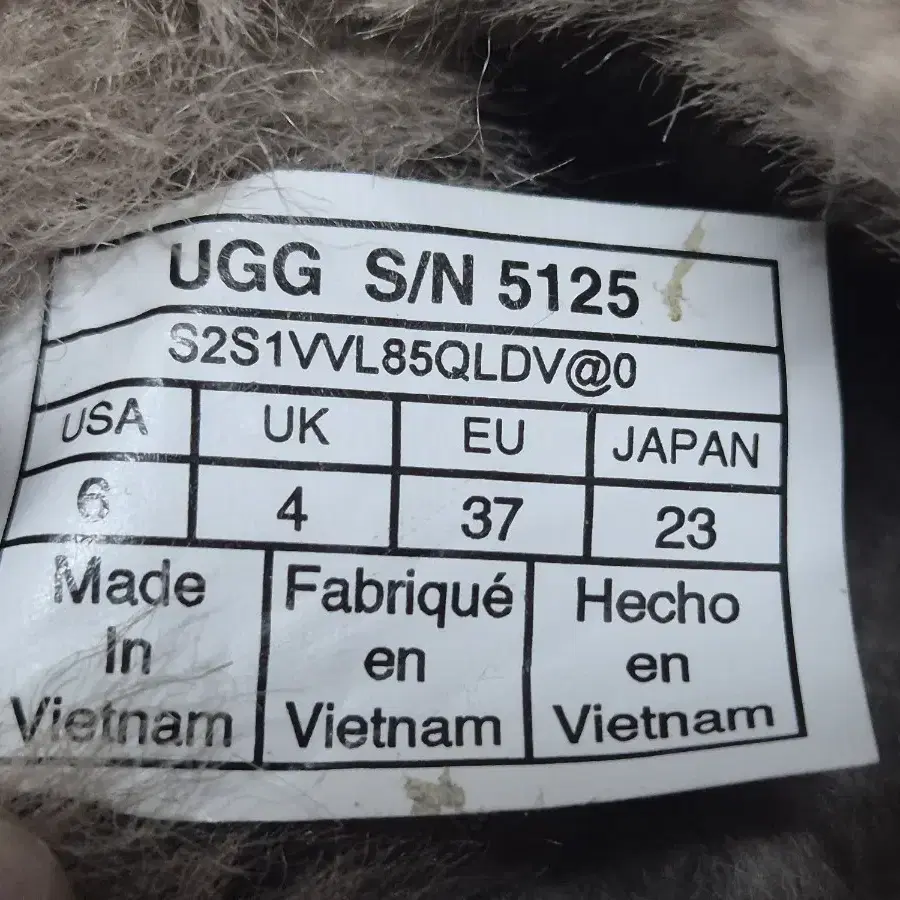 UGG S/N 5125
S2S1VVL85QLDV@0
USA UK EU JAPAN
6 4 37 23
Made Fabriqué Hecho
In en en
Vietnam Vietnam Vietnam